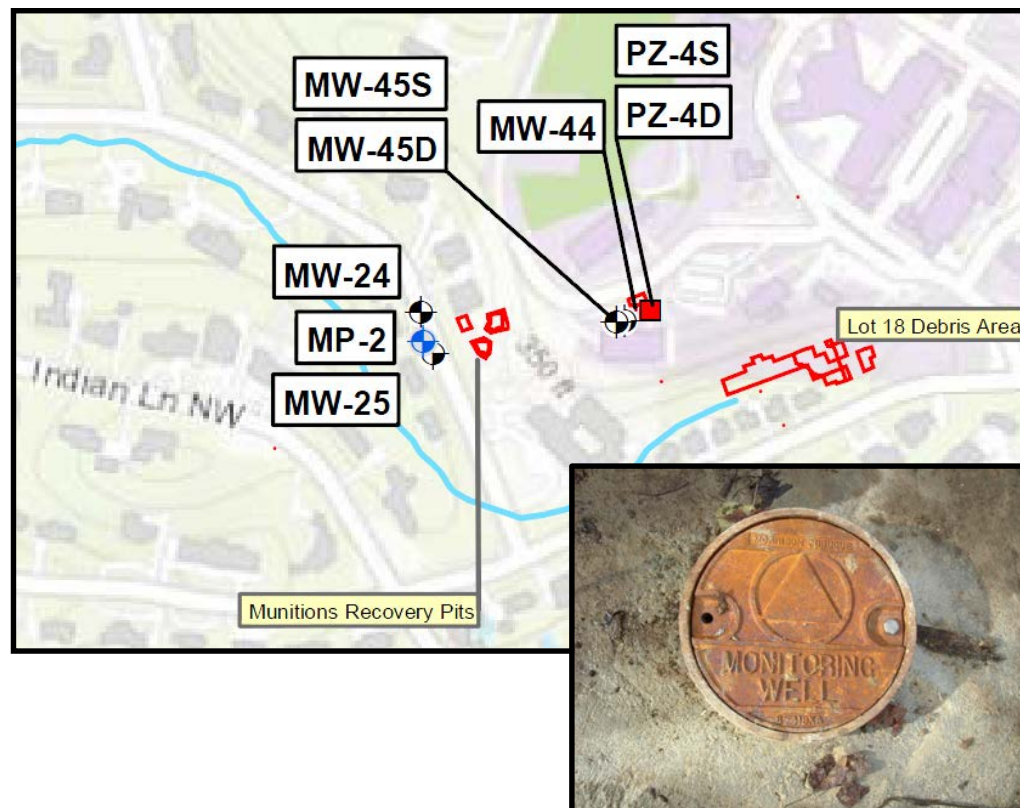 PZ-4S
MW-45S
MW-44
PZ-4D
MW-45D
MW-24
MP-2
MW-25
Indian Ln NW
350 ft
Lot 18 Debris Area
Munitions Recovery Pits
MONITORING
WELL